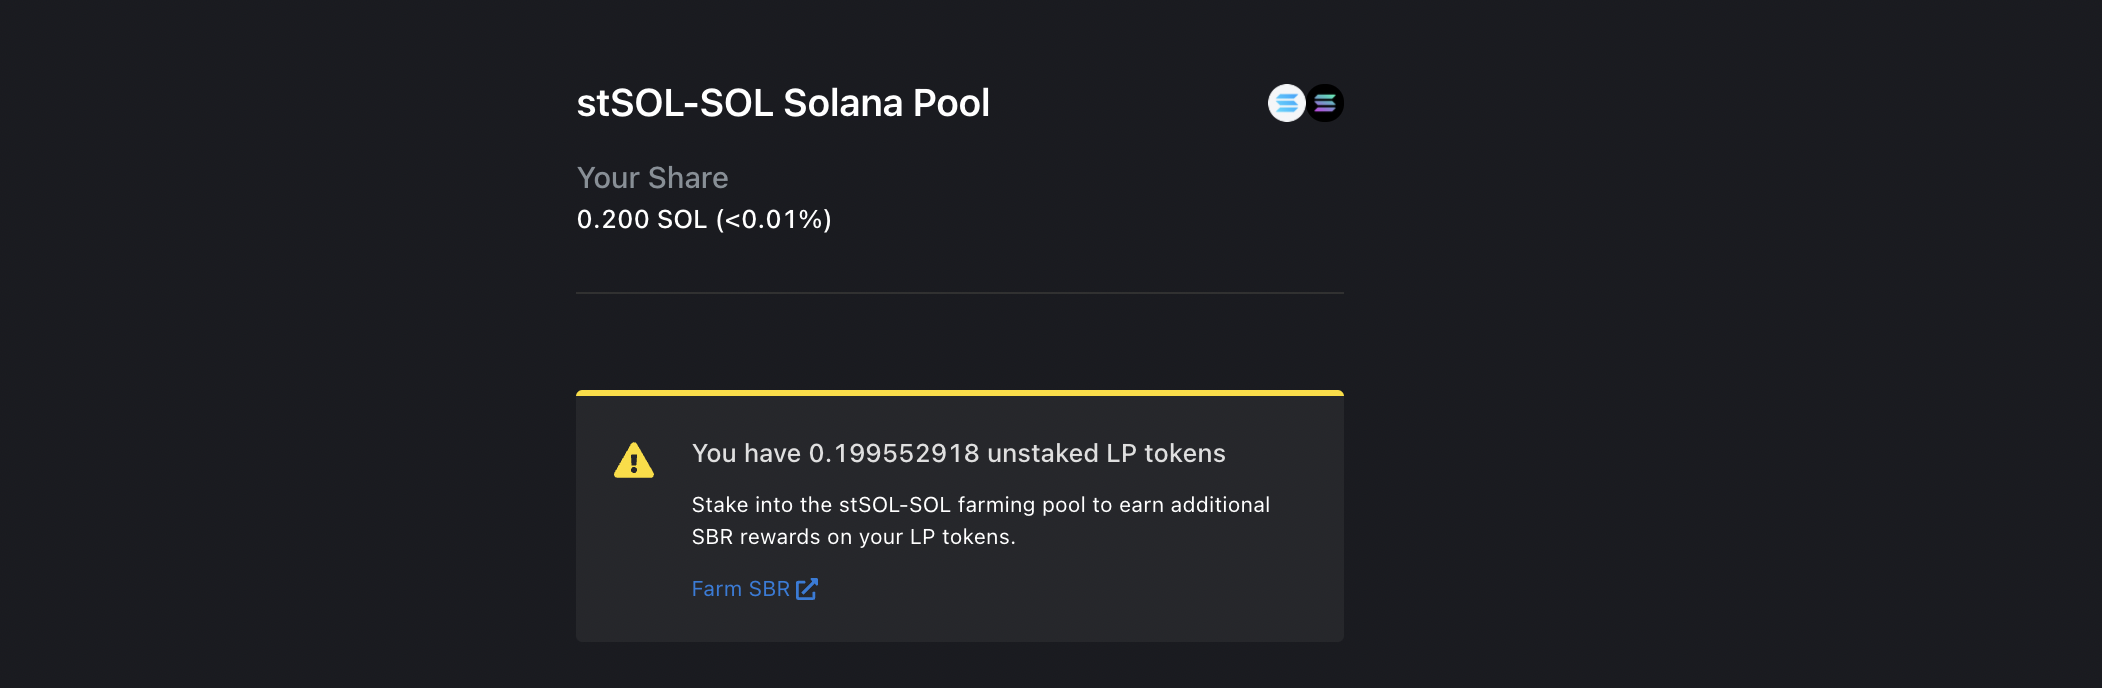 stSOL-SOL Solana Pool
Your Share
0.200 SOL (<0.01%)
You have 0.199552918 unstaked LP tokens
Stake into the stSOL-SOL farming pool to earn additional
SBR rewards on your LP tokens.
Farm SBR